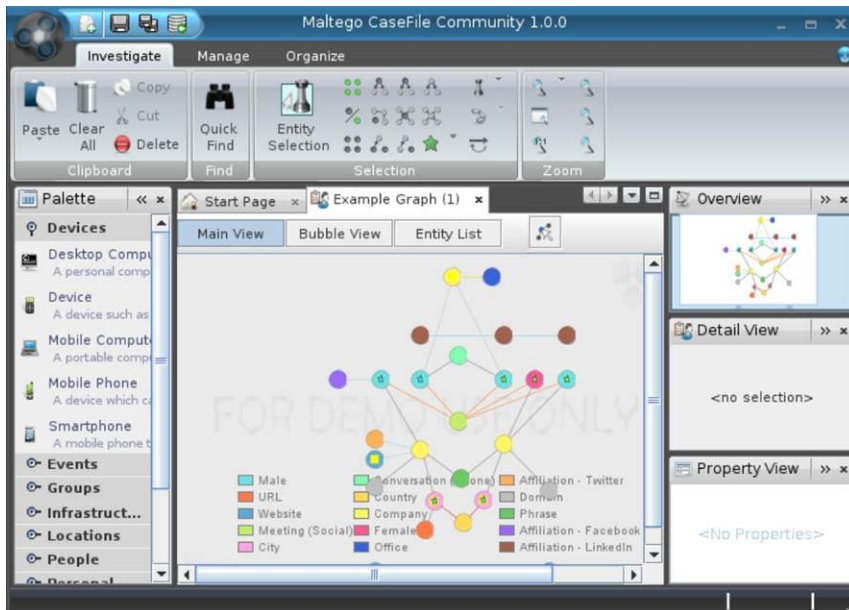 Maltego CaseFile Community 1.0.0
Investigate Manage Organize
Paste
Clear All
Copy
Cut
Delete
Clipboard
Quick Find
Find
Entity Selection
Selection
Zoom
Palette
Devices
Desktop Compu
A personal comp
Device
A device such as
Mobile Compute
A portable compu
Mobile Phone
A device which ca
Smartphone
A mobile phone t
Events
Groups
Infrastruct...
Locations
People
Personal
Start Page
Example Graph (1)
Main View Bubble View Entity List
FOR DEMO USE ONLY
Male
URL
Website
Meeting (Social)
City
Conversation (Phone)
Country
Company
Female
Office
Affiliation - Twitter
Domain
Phrase
Affiliation - Facebook
Affiliation - LinkedIn
Overview
Detail View
<no selection>
Property View
<No Properties>